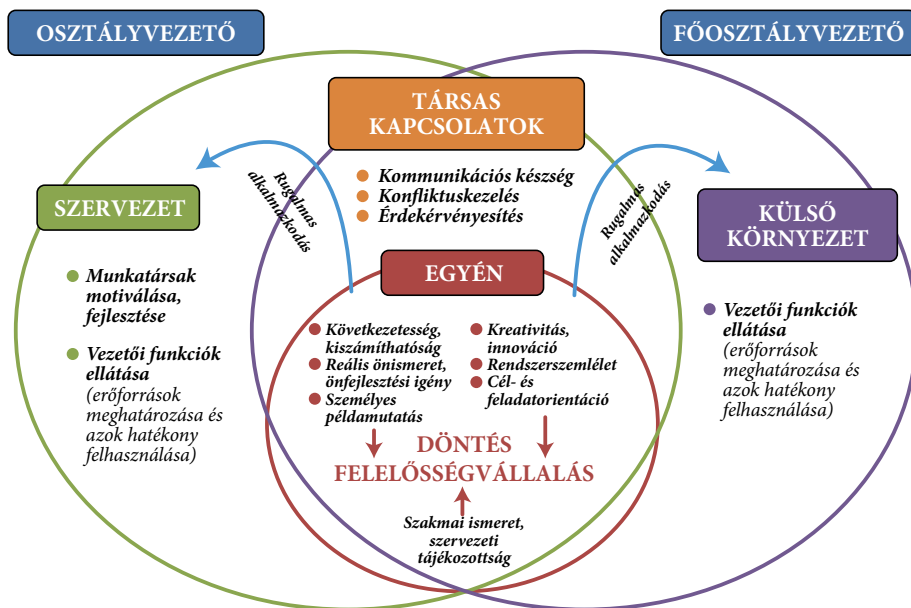 OSZTÁLYVEZETŐ
FŐOSZTÁLYVEZETŐ
TÁRSAS
KAPCSOLATOK
Kommunikációs készség
Konfliktuskezelés
Érdekérvényesítés
Rugalmas
alkalmazkodás
Rugalmas
alkalmazkodás
SZERVEZET
Munkatársak
motiválása,
fejlesztése
Vezetői funkciók
ellátása
(erőforrások
meghatározása és
azok hatékony
felhasználása)
KÜLSŐ
KÖRNYEZET
Vezetői funkciók
ellátása
(erőforrások
meghatározása és
azok hatékony
felhasználása)
EGYÉN
Következetesség,
kiszámíthatóság
Reális önismeret,
önfejlesztési igény
Személyes
példamutatás
Kreativitás,
innováció
Rendszerszemlélet
Cél- és
feladatorientáció
DÖNTÉS
FELELŐSSÉGVÁLLALÁS
Szakmai ismeret,
szervezeti
tájékozottság